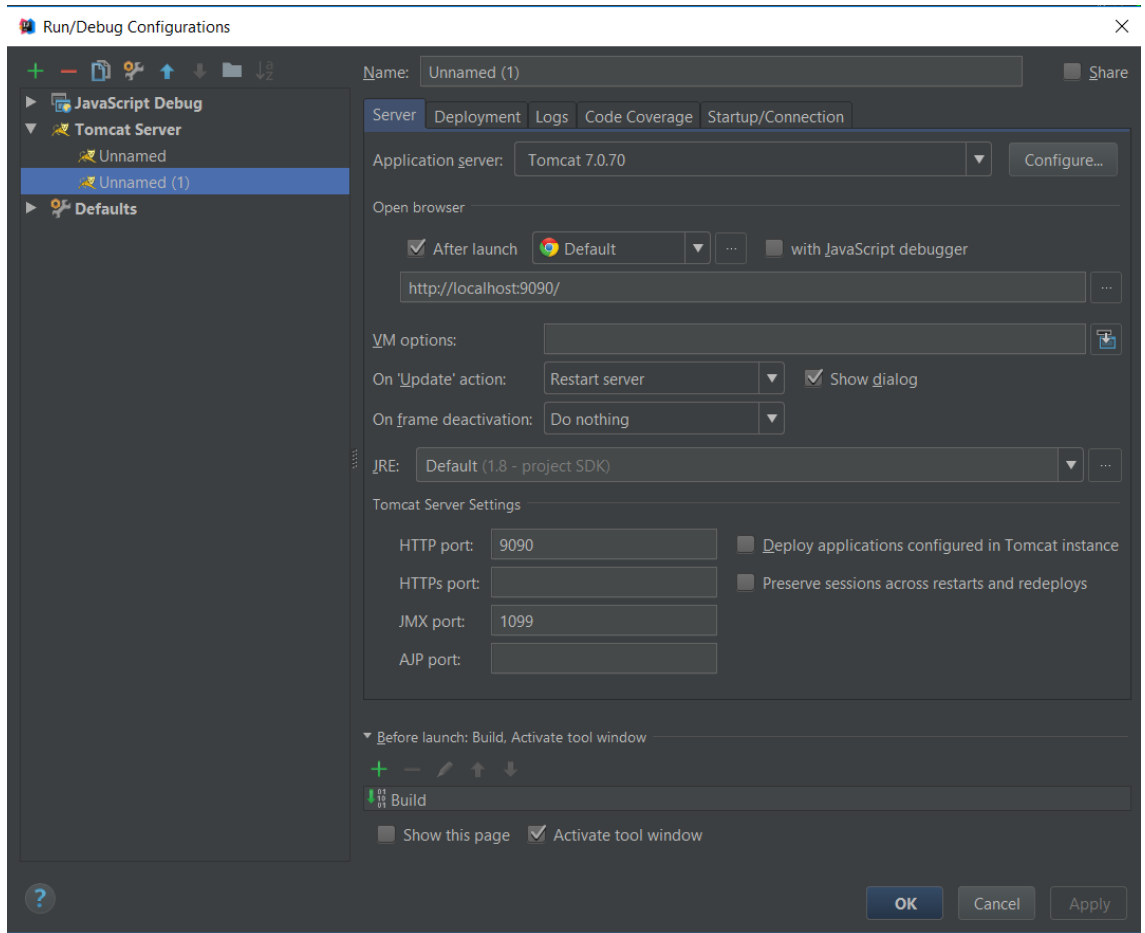 Run/Debug Configurations
Name: Unnamed (1) Share
JavaScript Debug
Tomcat Server
Unnamed
Unnamed (1)
Defaults
Server Deployment Logs Code Coverage Startup/Connection
Application server: Tomcat 7.0.70 Configure...
Open browser
After launch Default ... with JavaScript debugger
http://localhost:9090/ ...
VM options:
On 'Update' action: Restart server Show dialog
On frame deactivation: Do nothing
JRE: Default (1.8 - project SDK) ...
Tomcat Server Settings
HTTP port: 9090 Deploy applications configured in Tomcat instance
HTTPs port: Preserve sessions across restarts and redeploys
JMX port: 1099
AJP port:
Before launch: Build, Activate tool window
Build
Show this page Activate tool window
? OK Cancel Apply